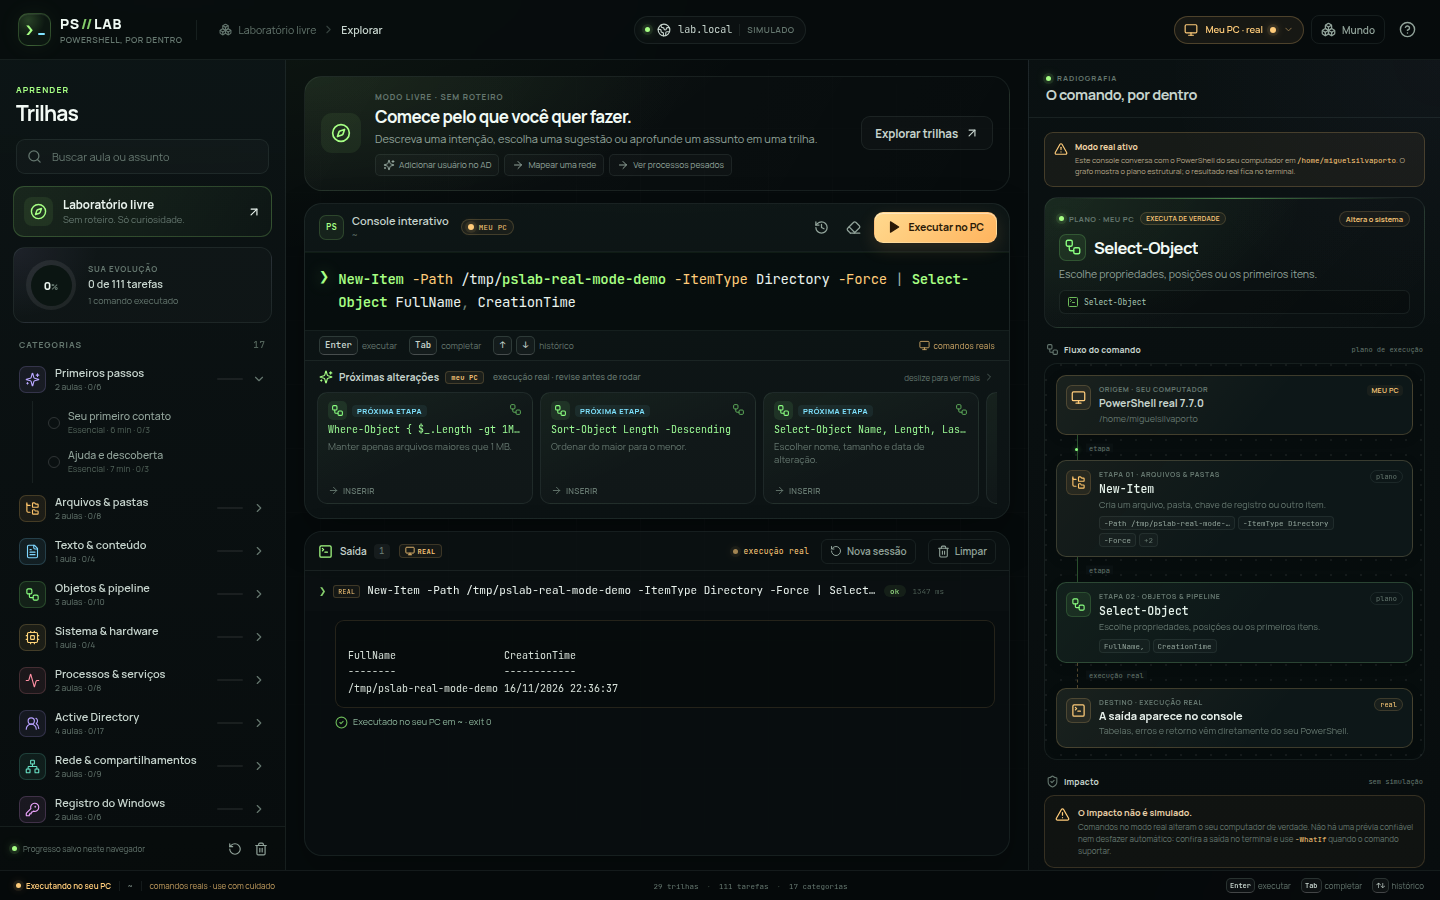 PS//LAB
POWERSHELL, POR DENTRO
Laboratório livre > Explorar
lab.local SIMULADO
Meu PC · real
Mundo
APRENDER
Trilhas
Buscar aula ou assunto
Laboratório livre
Sem roteiro. Só curiosidade.
0%
SUA EVOLUÇÃO
0 de 111 tarefas
1 comando executado
CATEGORIAS 17
Primeiros passos
2 aulas · 0/6
Seu primeiro contato
Essencial · 6 min · 0/3
Ajuda e descoberta
Essencial · 7 min · 0/3
Arquivos & pastas
2 aulas · 0/8
Texto & conteúdo
1 aula · 0/4
Objetos & pipeline
3 aulas · 0/10
Sistema & hardware
1 aula · 0/4
Processos & serviços
2 aulas · 0/8
Active Directory
4 aulas · 0/17
Rede & compartilhamentos
2 aulas · 0/9
Registro do Windows
2 aulas · 0/6
Progresso salvo neste navegador
MODO LIVRE · SEM ROTEIRO
Comece pelo que você quer fazer.
Descreva uma intenção, escolha uma sugestão ou aprofunde um assunto em uma trilha.
Adicionar usuário no AD
Mapear uma rede
Ver processos pesados
Explorar trilhas
PS
Console interativo
~
MEU PC
Executar no PC
❯ New-Item -Path /tmp/pslab-real-mode-demo -ItemType Directory -Force | Select-
Object FullName, CreationTime
Enter executar Tab completar ↑ ↓ histórico
comandos reais
Próximas alterações meu PC execução real · revise antes de rodar
deslize para ver mais
PRÓXIMA ETAPA
Where-Object { $_.Length -gt 1M…
Manter apenas arquivos maiores que 1 MB.
INSERIR
PRÓXIMA ETAPA
Sort-Object Length -Descending
Ordenar do maior para o menor.
INSERIR
PRÓXIMA ETAPA
Select-Object Name, Length, Las…
Escolher nome, tamanho e data de
alteração.
INSERIR
Saída 1 REAL
execução real
Nova sessão
Limpar
❯ REAL New-Item -Path /tmp/pslab-real-mode-demo -ItemType Directory -Force | Select… ok 1347 ms
FullName CreationTime
-------- ------------
/tmp/pslab-real-mode-demo 16/11/2026 22:36:37
Executado no seu PC em ~ · exit 0
RADIOGRAFIA
O comando, por dentro
Modo real ativo
Este console conversa com o PowerShell do seu computador em /home/miguelsilvaporto. O
grafo mostra o plano estrutural; o resultado real fica no terminal.
PLANO · MEU PC EXECUTA DE VERDADE
Altera o sistema
Select-Object
Escolhe propriedades, posições ou os primeiros itens.
Select-Object
Fluxo do comando
plano de execução
ORIGEM · SEU COMPUTADOR
MEU PC
PowerShell real 7.7.0
/home/miguelsilvaporto
etapa
ETAPA 01 · ARQUIVOS & PASTAS
plano
New-Item
Cria um arquivo, pasta, chave de registro ou outro item.
-Path /tmp/pslab-real-mode-… -ItemType Directory
-Force +2
etapa
ETAPA 02 · OBJETOS & PIPELINE
plano
Select-Object
Escolhe propriedades, posições ou os primeiros itens.
FullName, CreationTime
execução real
DESTINO · EXECUÇÃO REAL
real
A saída aparece no console
Tabelas, erros e retorno vêm diretamente do seu PowerShell.
Impacto
sem simulação
O impacto não é simulado.
Comandos no modo real alteram o seu computador de verdade. Não há uma prévia confiável
nem desfazer automático: confira a saída no terminal e use -WhatIf quando o comando
suportar.
Executando no seu PC ~ comandos reais · use com cuidado
29 trilhas · 111 tarefas · 17 categorias
Enter executar Tab completar ↑↓ histórico